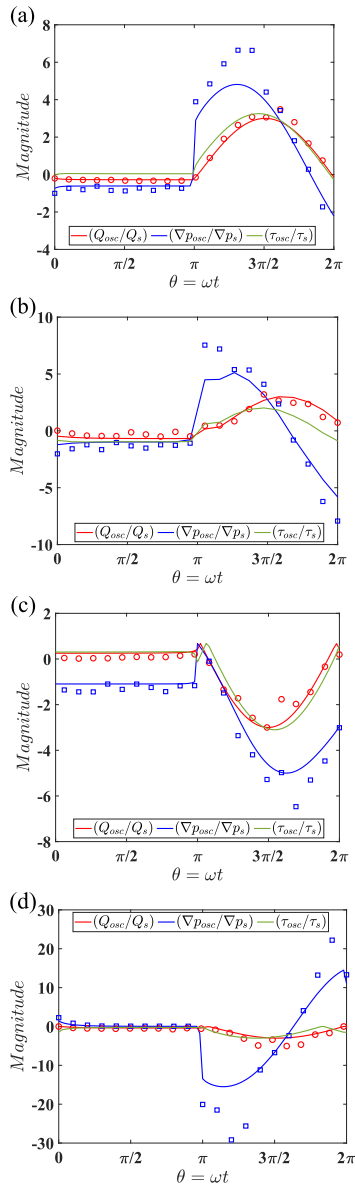 (a)
8
6
4
2
0
-2
-4
Magnitude
(Q_osc/Q_s) (∇p_osc/∇p_s) (τ_osc/τ_s)
0 π/2 π 3π/2 2π
θ = ωt
(b)
10
5
0
-5
-10
Magnitude
(Q_osc/Q_s) (∇p_osc/∇p_s) (τ_osc/τ_s)
0 π/2 π 3π/2 2π
θ = ωt
(c)
2
0
-2
-4
-6
-8
Magnitude
(Q_osc/Q_s) (∇p_osc/∇p_s) (τ_osc/τ_s)
0 π/2 π 3π/2 2π
θ = ωt
(d)
30
20
10
0
-10
-20
-30
Magnitude
(Q_osc/Q_s) (∇p_osc/∇p_s) (τ_osc/τ_s)
0 π/2 π 3π/2 2π
θ = ωt